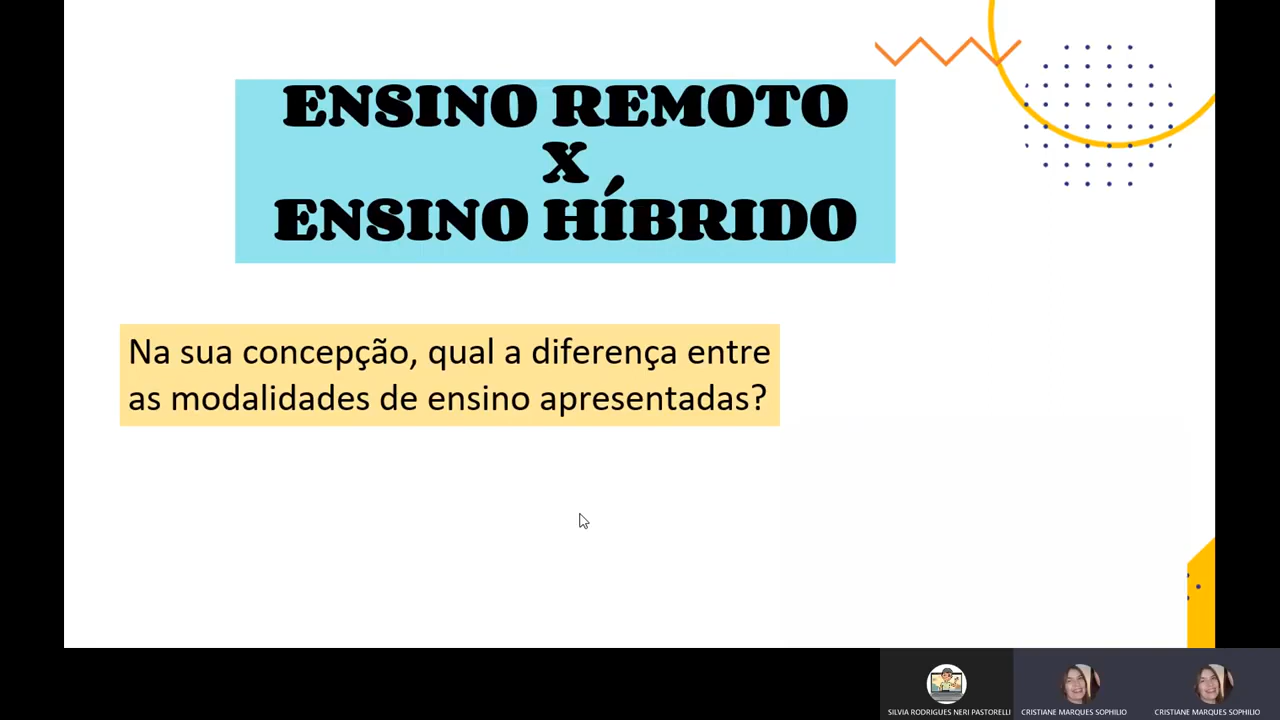 ENSINO REMOTO
X
ENSINO HÍBRIDO
Na sua concepção, qual a diferença entre
as modalidades de ensino apresentadas?
SILVIA RODRIGUES NERI PASTORELLI
CRISTIANE MARQUES SOPHILIO
CRISTIANE MARQUES SOPHILIO